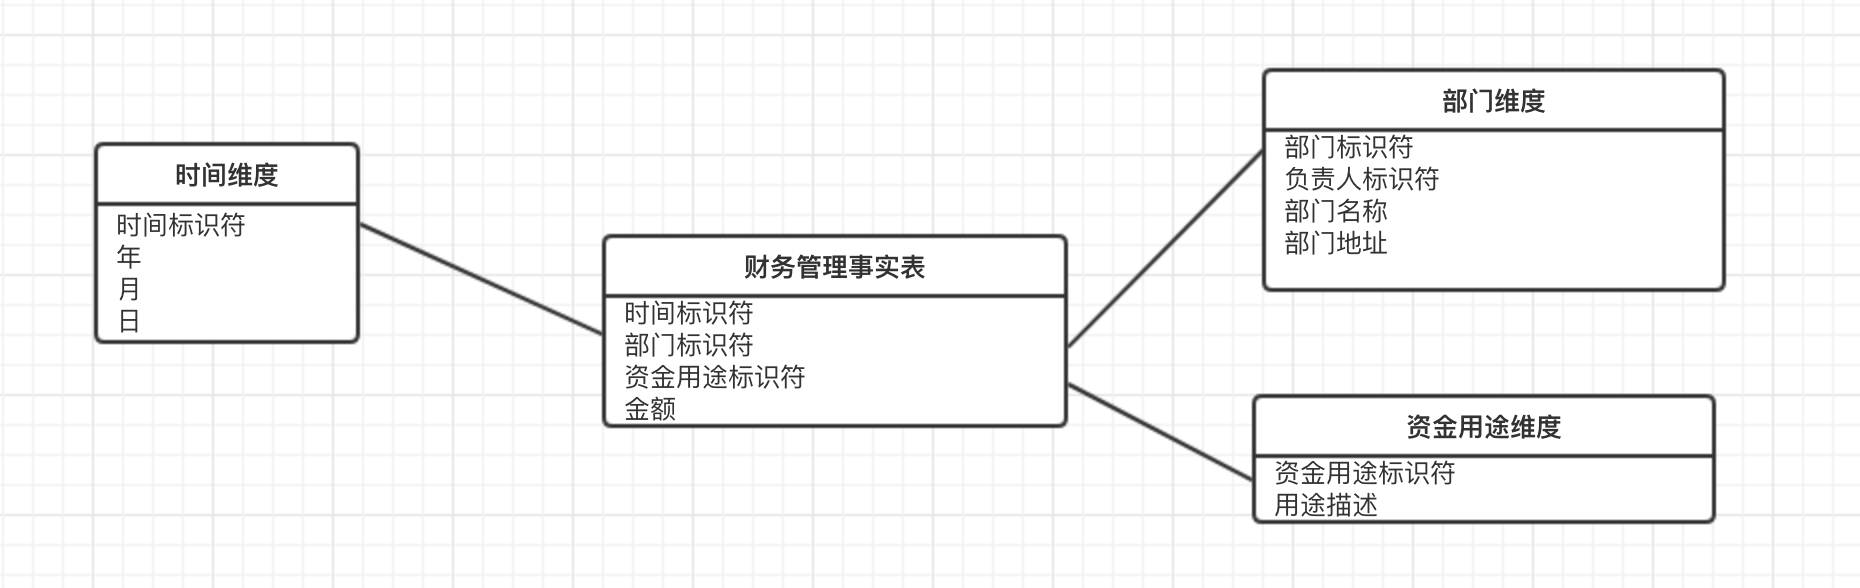 时间维度
时间标识符
年
月
日
财务管理事实表
时间标识符
部门标识符
资金用途标识符
金额
部门维度
部门标识符
负责人标识符
部门名称
部门地址
资金用途维度
资金用途标识符
用途描述